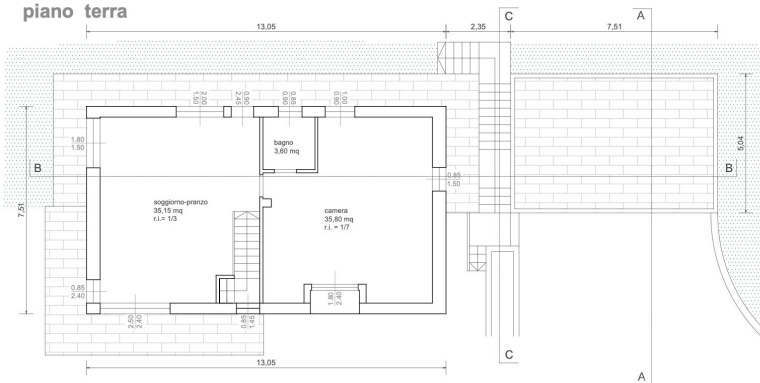 piano terra
13,05
C
2,35
A
7,51
1.50
2.00
2.45
0.90
0.90
0.85
0.90
1.00
1.80
1.50
bagno
3,60 mq
5,04
B
B
0.85
1.50
7,51
soggiorno-pranzo
35,15 mq
r.i.= 1/3
camera
35,80 mq
r.i. = 1/7
0.85
2.40
1.80
2.40
2.50
2.40
0.85
1.45
13,05
C
A